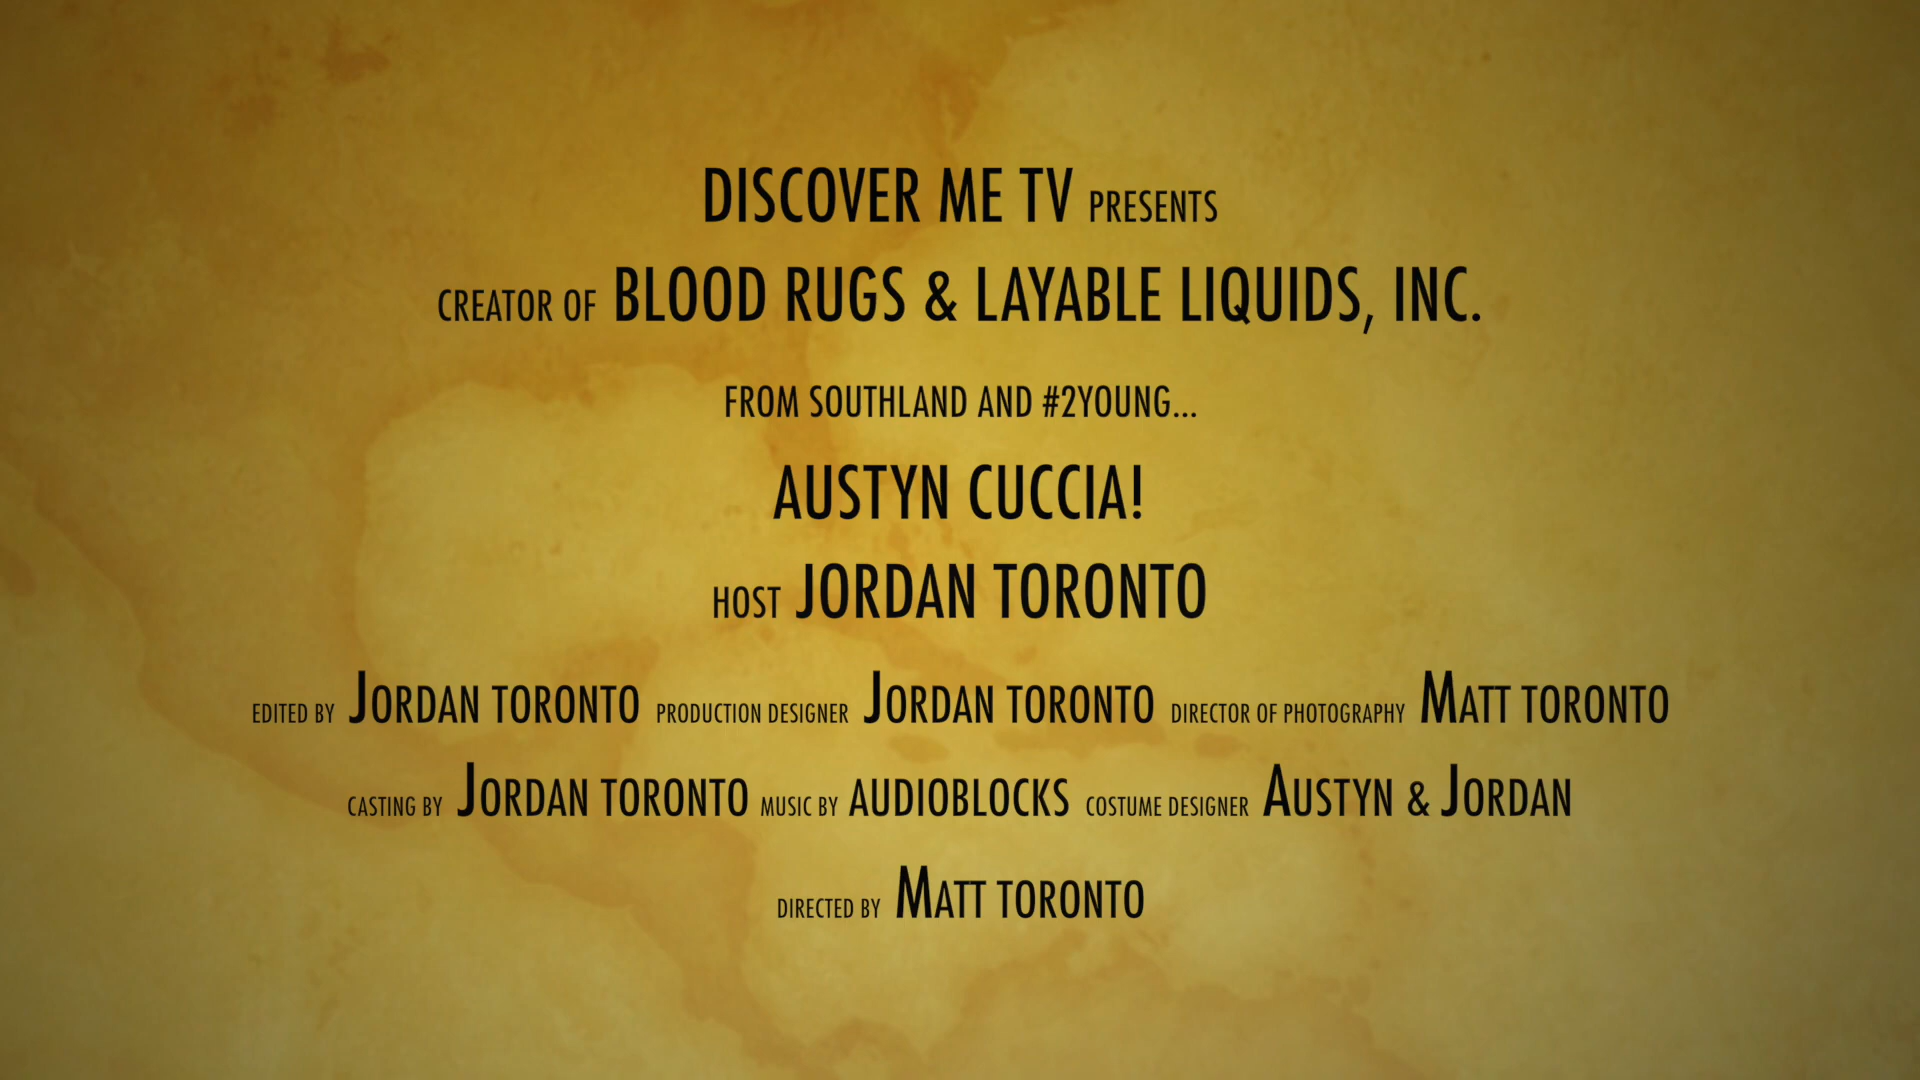 DISCOVER ME TV PRESENTS
CREATOR OF BLOOD RUGS & LAYABLE LIQUIDS, INC.
FROM SOUTHLAND AND #2YOUNG...
AUSTYN CUCCIA!
HOST JORDAN TORONTO
EDITED BY JORDAN TORONTO PRODUCTION DESIGNER JORDAN TORONTO DIRECTOR OF PHOTOGRAPHY MATT TORONTO
CASTING BY JORDAN TORONTO MUSIC BY AUDIOBLOCKS COSTUME DESIGNER AUSTYN & JORDAN
DIRECTED BY MATT TORONTO